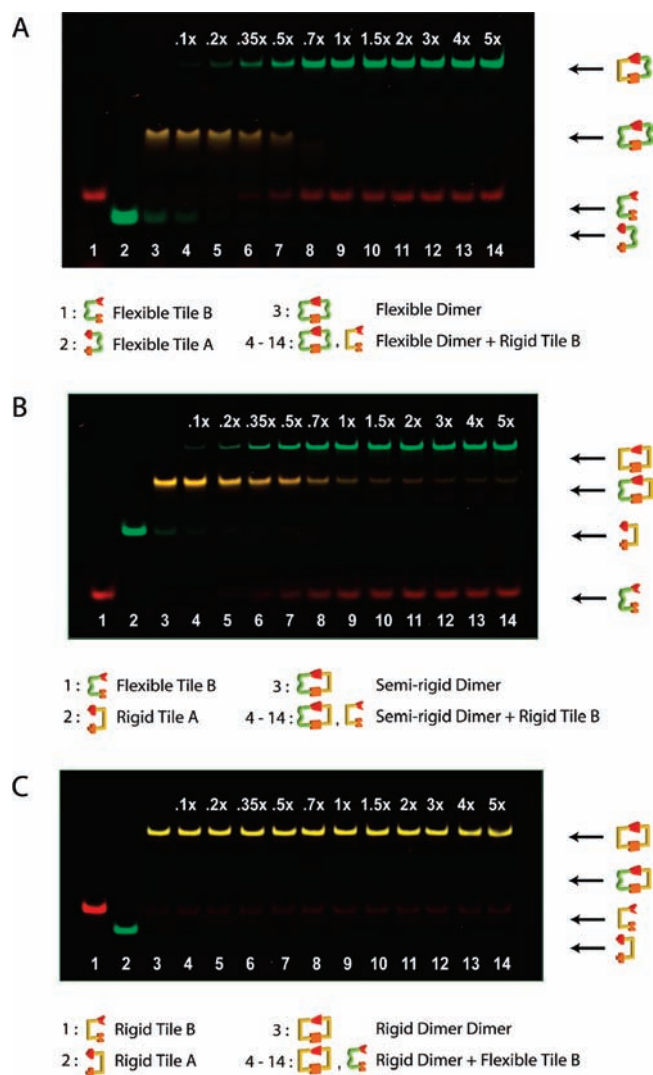 A
.1x .2x .35x .5x .7x 1x 1.5x 2x 3x 4x 5x
1 2 3 4 5 6 7 8 9 10 11 12 13 14
1 : Flexible Tile B 3 : Flexible Dimer
2 : Flexible Tile A 4 - 14 : , Flexible Dimer + Rigid Tile B
B
.1x .2x .35x .5x .7x 1x 1.5x 2x 3x 4x 5x
1 2 3 4 5 6 7 8 9 10 11 12 13 14
1 : Flexible Tile B 3 : Semi-rigid Dimer
2 : Rigid Tile A 4 - 14 : , Semi-rigid Dimer + Rigid Tile B
C
.1x .2x .35x .5x .7x 1x 1.5x 2x 3x 4x 5x
1 2 3 4 5 6 7 8 9 10 11 12 13 14
1 : Rigid Tile B 3 : Rigid Dimer Dimer
2 : Rigid Tile A 4 - 14 : , Rigid Dimer + Flexible Tile B